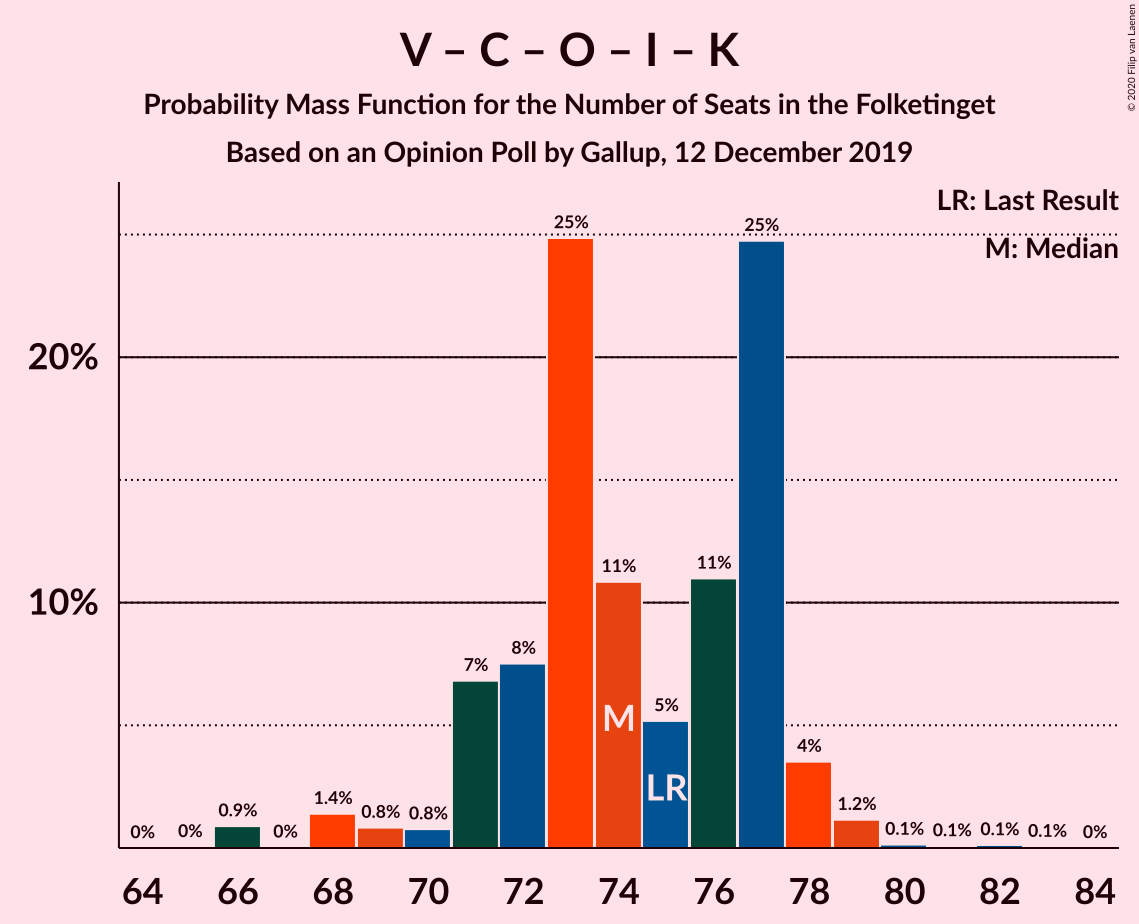 V – C – O – I – K
Probability Mass Function for the Number of Seats in the Folketinget
Based on an Opinion Poll by Gallup, 12 December 2019
© 2020 Filip van Laenen
LR: Last Result
M: Median
20%
10%
0%
0%
0.9%
0%
1.4%
0.8%
0.8%
7%
8%
25%
11%
5%
11%
25%
4%
1.2%
0.1%
0.1%
0.1%
0.1%
0%
M
LR
64 66 68 70 72 74 76 78 80 82 84